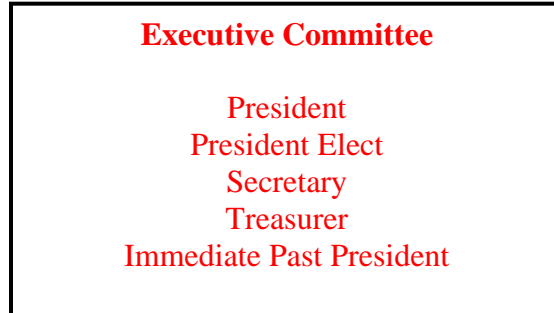 Executive Committee
President
President Elect
Secretary
Treasurer
Immediate Past President